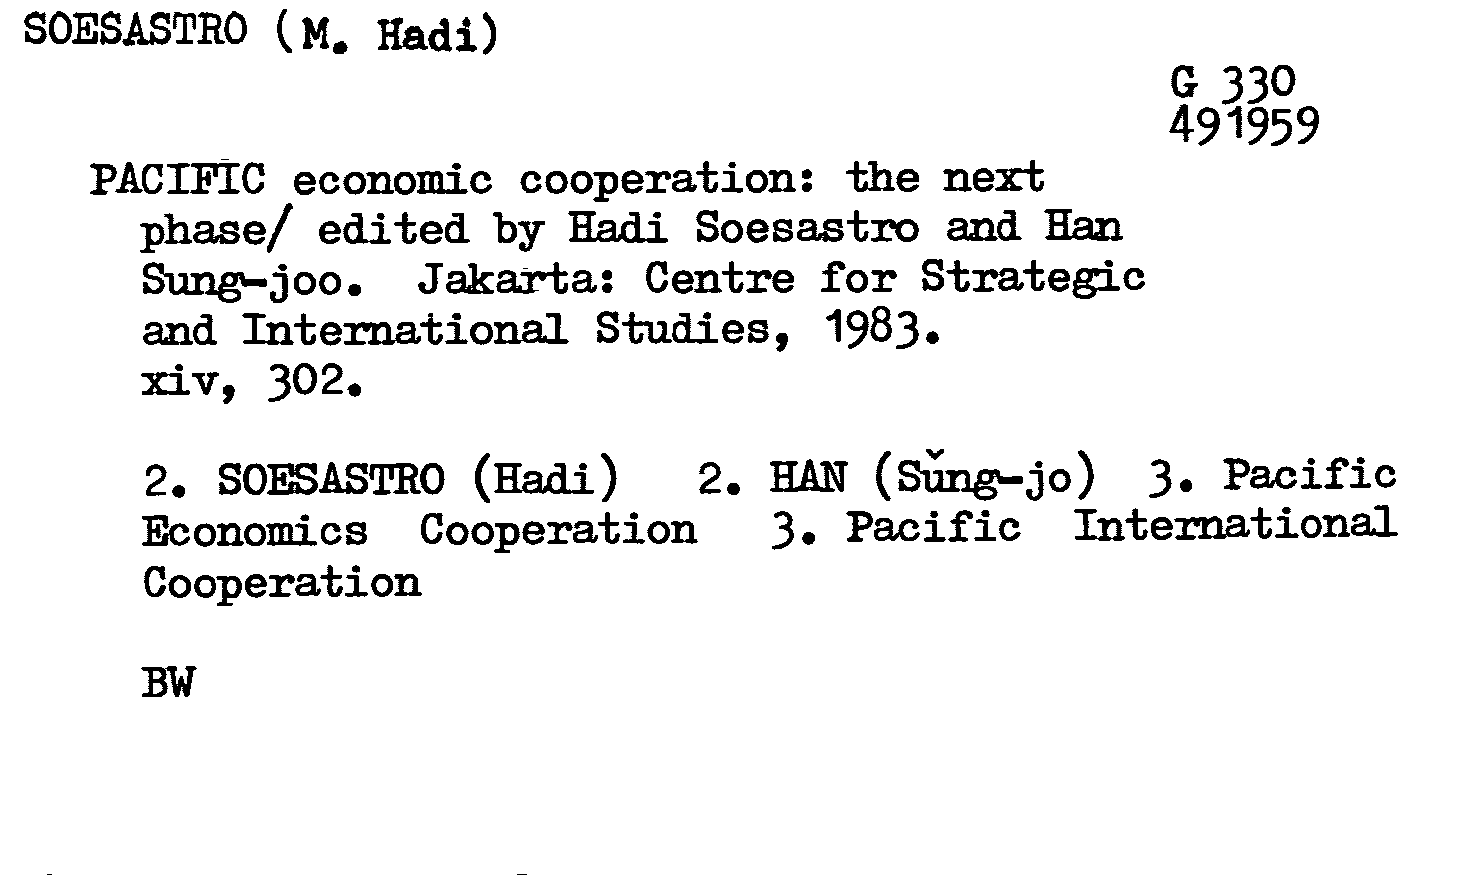 SOESASTRO (M. Hadi)
G 330
491959
PACIFIC economic cooperation: the next
phase/ edited by Hadi Soesastro and Han
Sung-joo. Jakarta: Centre for Strategic
and International Studies, 1983.
xiv, 302.
2. SOESASTRO (Hadi) 2. HAN (Sŭng-jo) 3. Pacific
Economics Cooperation 3. Pacific International
Cooperation
BW